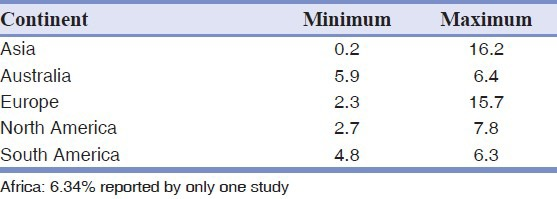 Continent Minimum Maximum
Asia 0.2 16.2
Australia 5.9 6.4
Europe 2.3 15.7
North America 2.7 7.8
South America 4.8 6.3
Africa: 6.34% reported by only one study